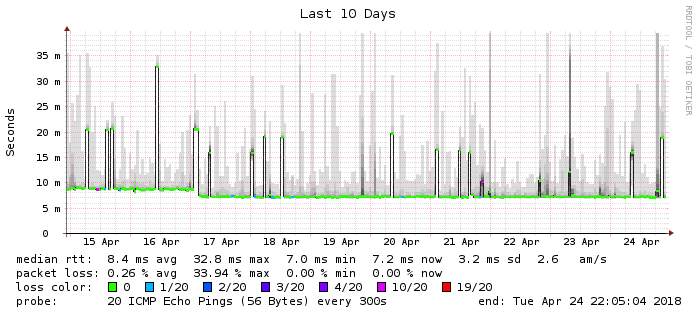 Last 10 Days
RRDTOOL / TOBI OETIKER
Seconds
35 m
30 m
25 m
20 m
15 m
10 m
5 m
0
15 Apr 16 Apr 17 Apr 18 Apr 19 Apr 20 Apr 21 Apr 22 Apr 23 Apr 24 Apr
median rtt: 8.4 ms avg 32.8 ms max 7.0 ms min 7.2 ms now 3.2 ms sd 2.6 am/s
packet loss: 0.26 % avg 33.94 % max 0.00 % min 0.00 % now
loss color: 0 1/20 2/20 3/20 4/20 10/20 19/20
probe: 20 ICMP Echo Pings (56 Bytes) every 300s end: Tue Apr 24 22:05:04 2018